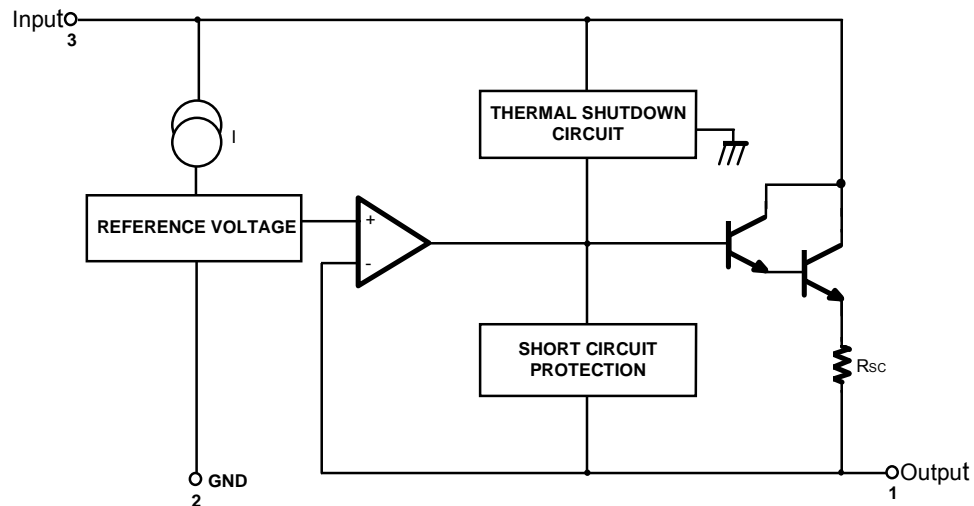 Input
3
THERMAL SHUTDOWN
CIRCUIT
I
REFERENCE VOLTAGE
+
-
SHORT CIRCUIT
PROTECTION
RSC
GND
2
Output
1